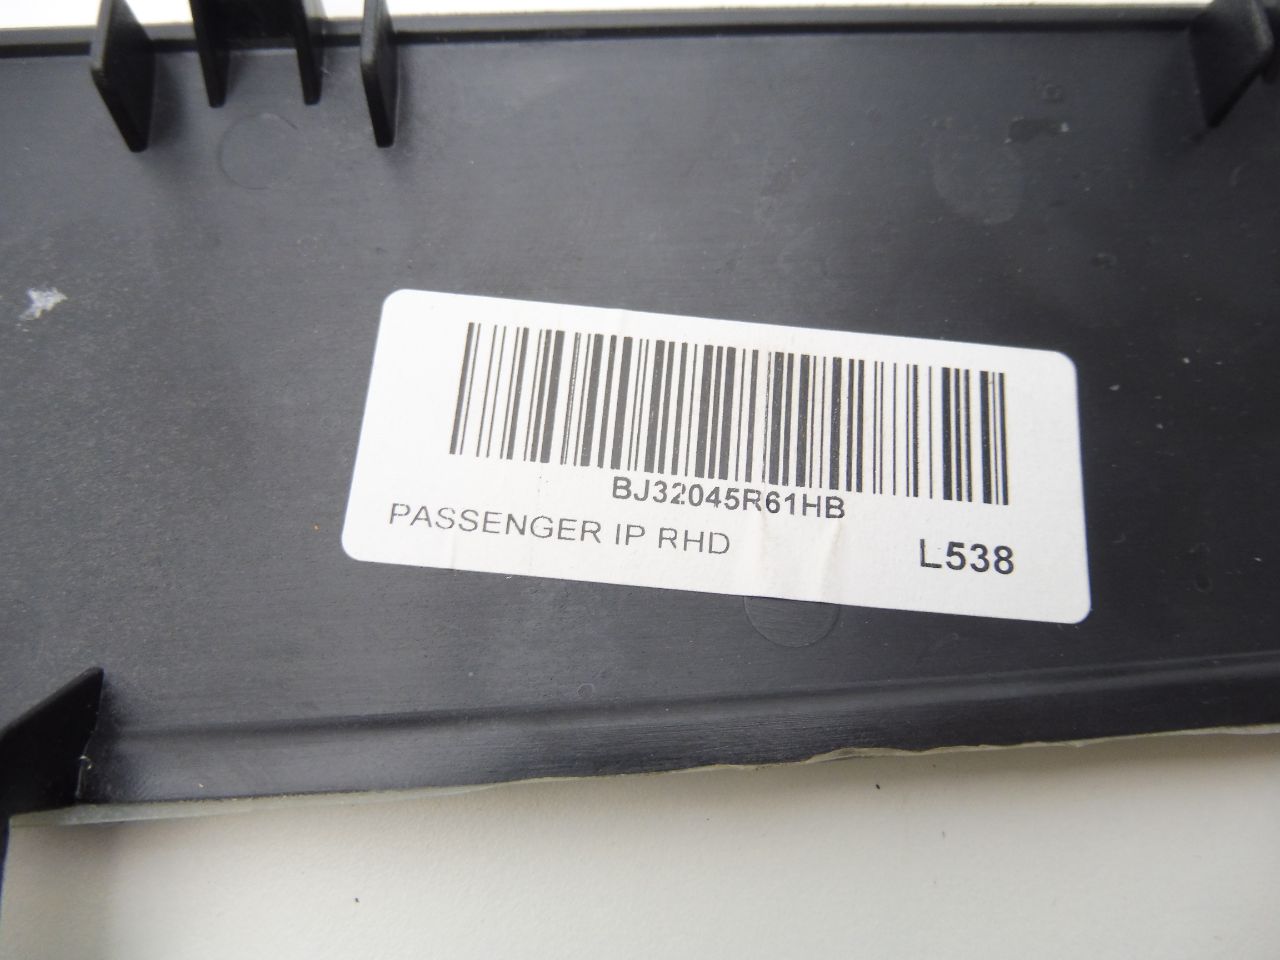 BJ32045R61HB
PASSENGER IP RHD
L538